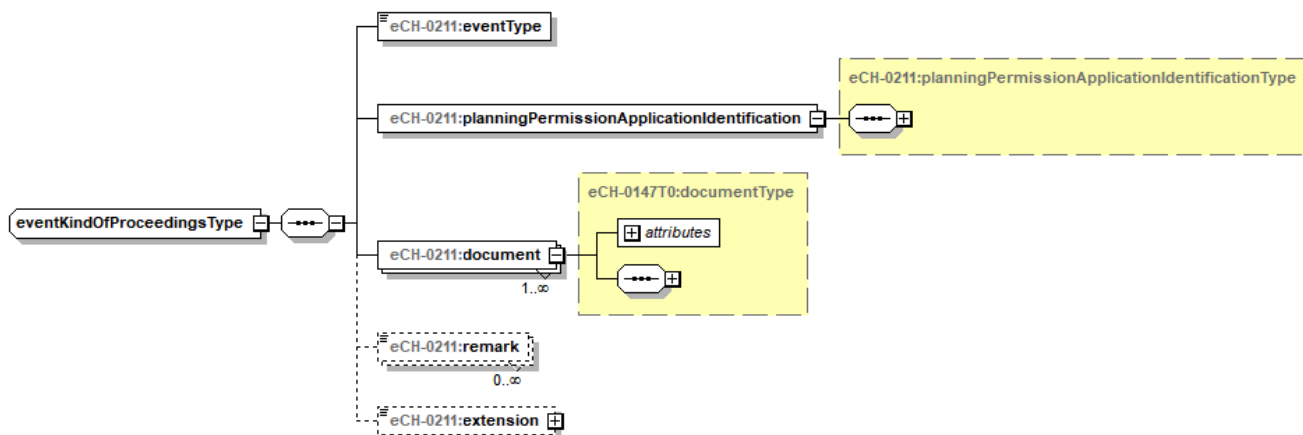 eCH-0211:eventType
eCH-0211:planningPermissionApplicationIdentificationType
eCH-0211:planningPermissionApplicationIdentification
eCH-0147T0:documentType
attributes
eventKindOfProceedingsType
eCH-0211:document
1..∞
eCH-0211:remark
0..∞
eCH-0211:extension